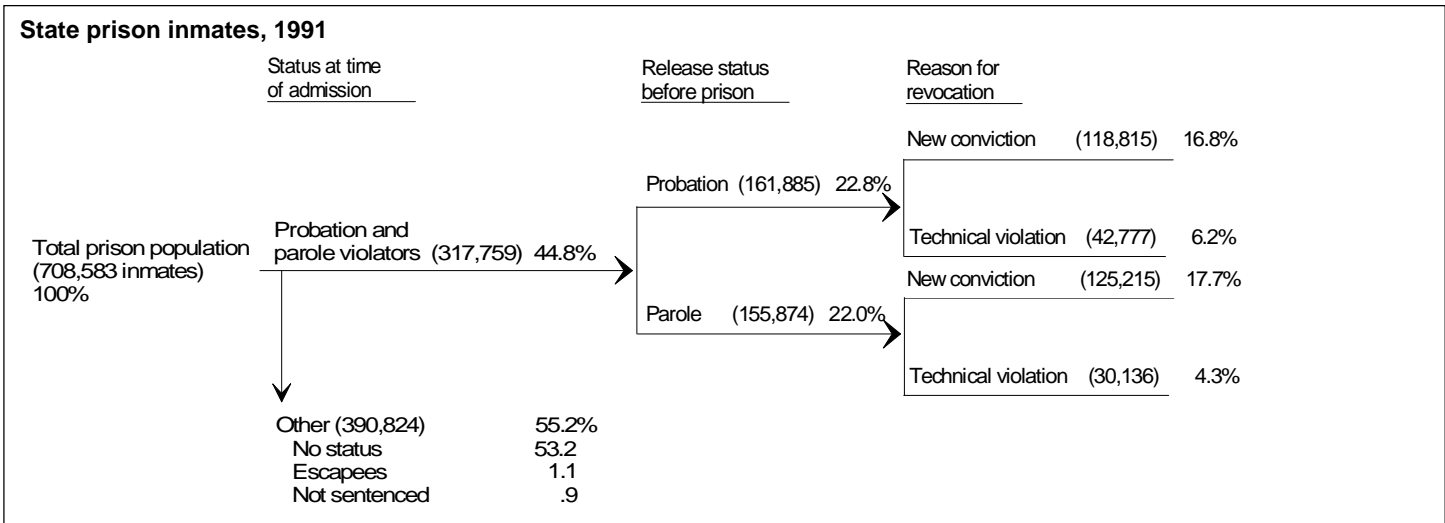 State prison inmates, 1991
Status at time
of admission
Release status
before prison
Reason for
revocation
New conviction (118,815) 16.8%
Probation (161,885) 22.8%
Probation and
parole violators (317,759) 44.8%
Technical violation (42,777) 6.2%
Total prison population
(708,583 inmates)
100%
New conviction (125,215) 17.7%
Parole (155,874) 22.0%
Technical violation (30,136) 4.3%
Other (390,824) 55.2%
No status 53.2
Escapees 1.1
Not sentenced .9